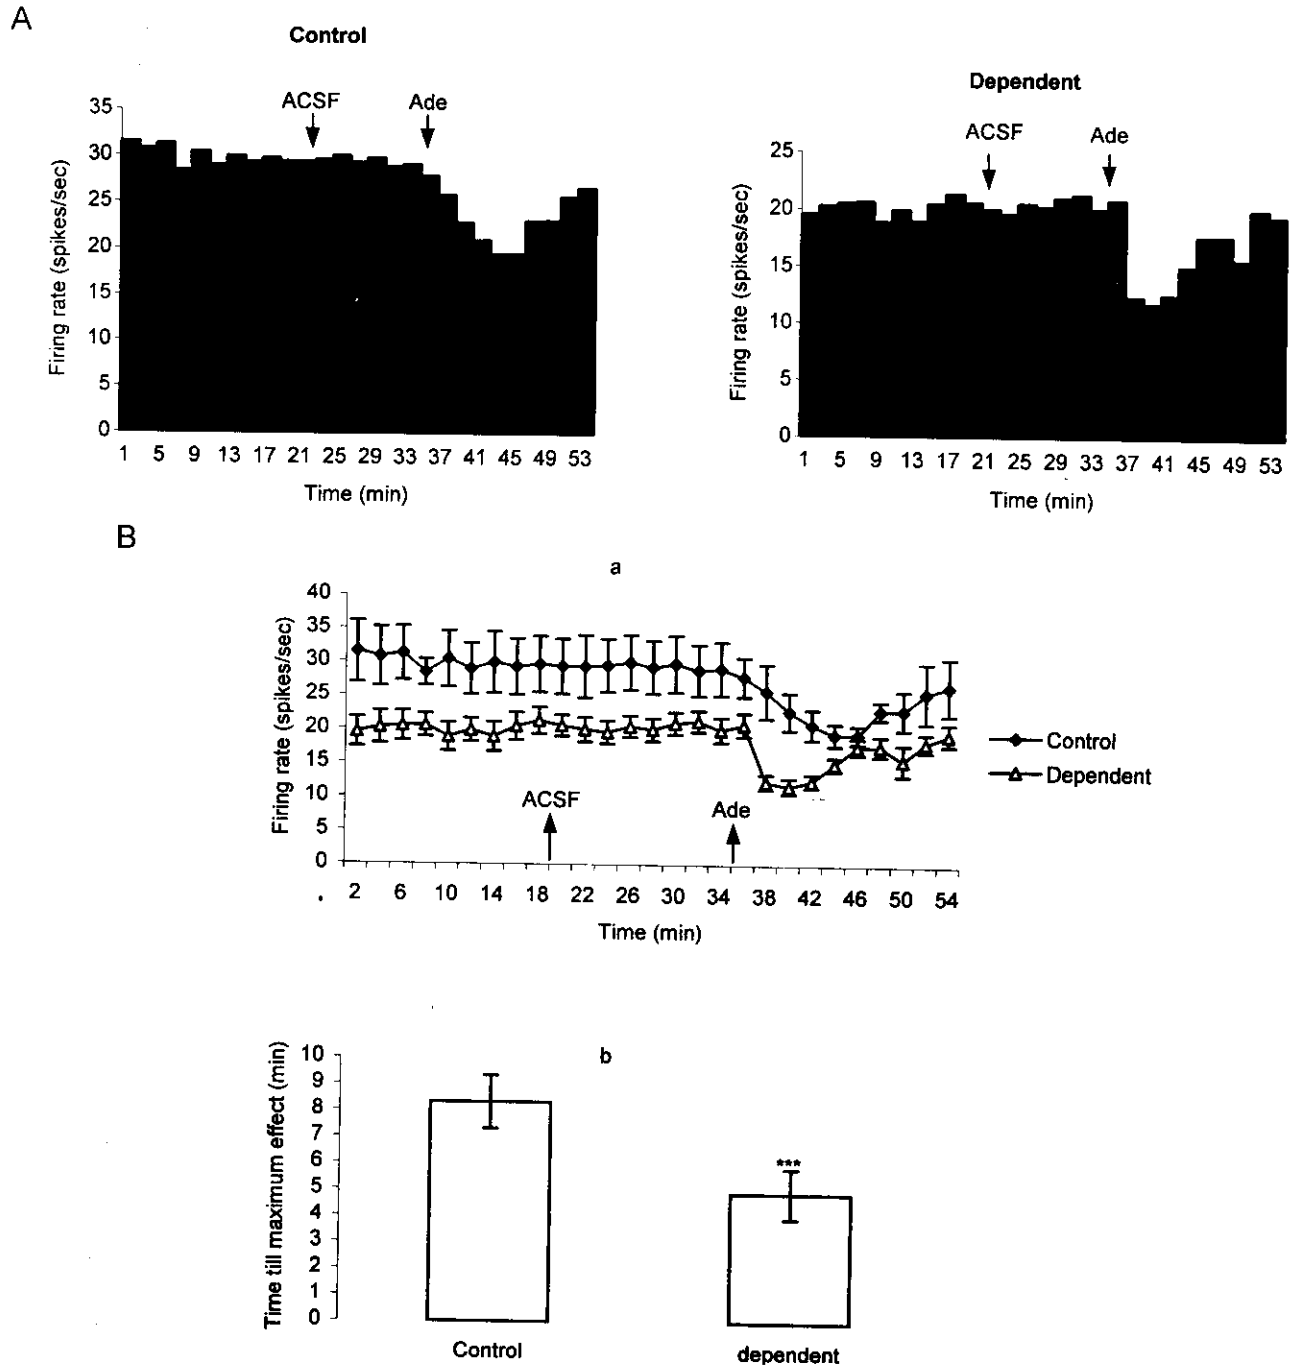 A
Control
Dependent
ACSF
Ade
ACSF
Ade
35
30
25
20
15
10
5
0
Firing rate (spikes/sec)
1 5 9 13 17 21 25 29 33 37 41 45 49 53
Time (min)
25
20
15
10
5
0
Firing rate (spikes/sec)
1 5 9 13 17 21 25 29 33 37 41 45 49 53
Time (min)
B
a
40
35
30
25
20
15
10
5
0
Firing rate (spikes/sec)
ACSF
Ade
Control
Dependent
2 6 10 14 18 22 26 30 34 38 42 46 50 54
Time (min)
b
10
9
8
7
6
5
4
3
2
1
0
Time till maximum effect (min)
***
Control
dependent